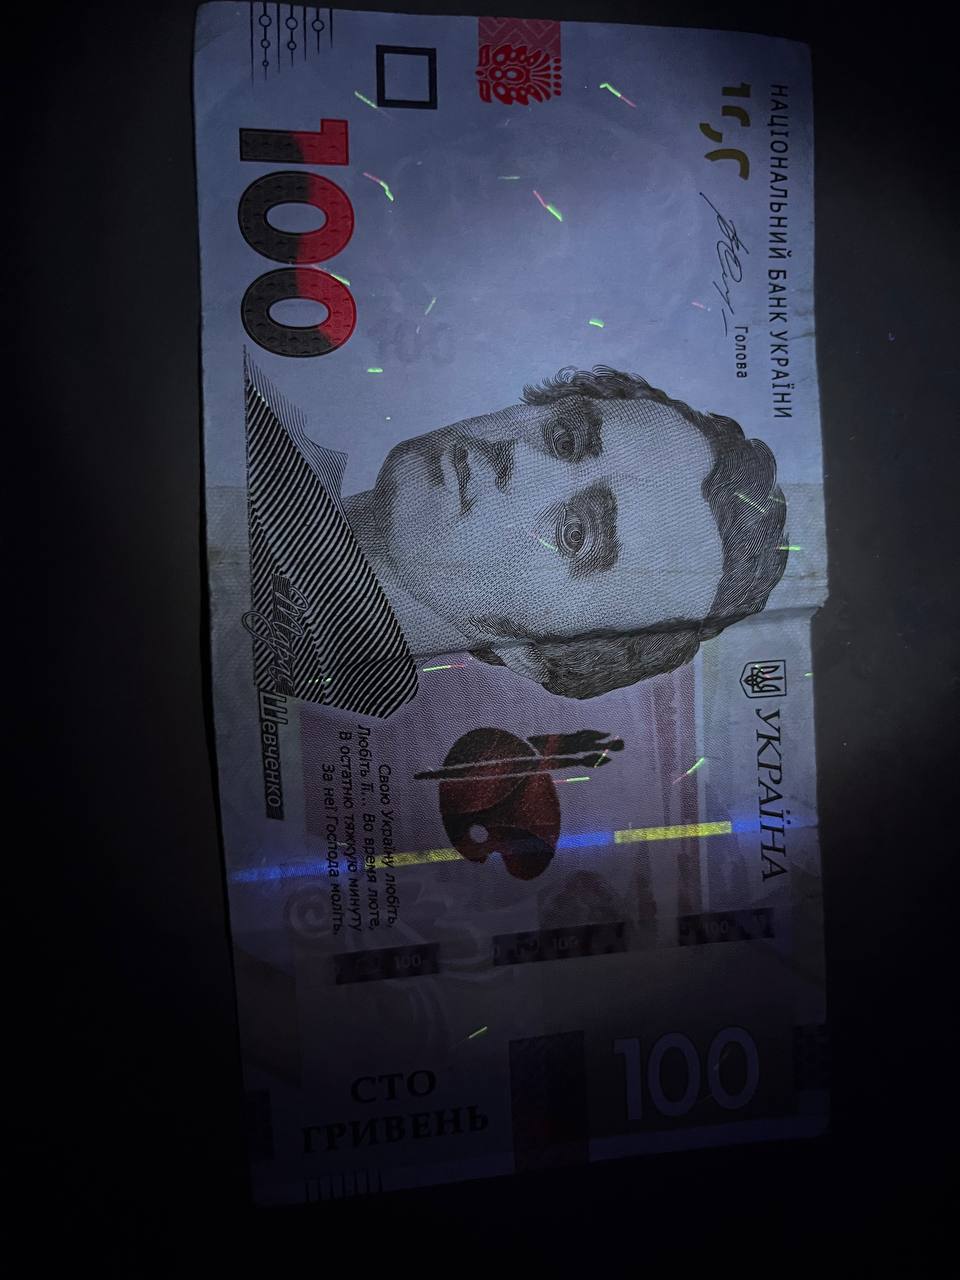 НАЦІОНАЛЬНИЙ БАНК УКРАЇНИ
УКРАЇНА
Голова
100
100
Свою Україну любіть,
Любіть її... Во время люте,
В остатню тяжкую минуту
За неї Господа моліть.
Шевченко
100
100
100
100
СТО
ГРИВЕНЬ